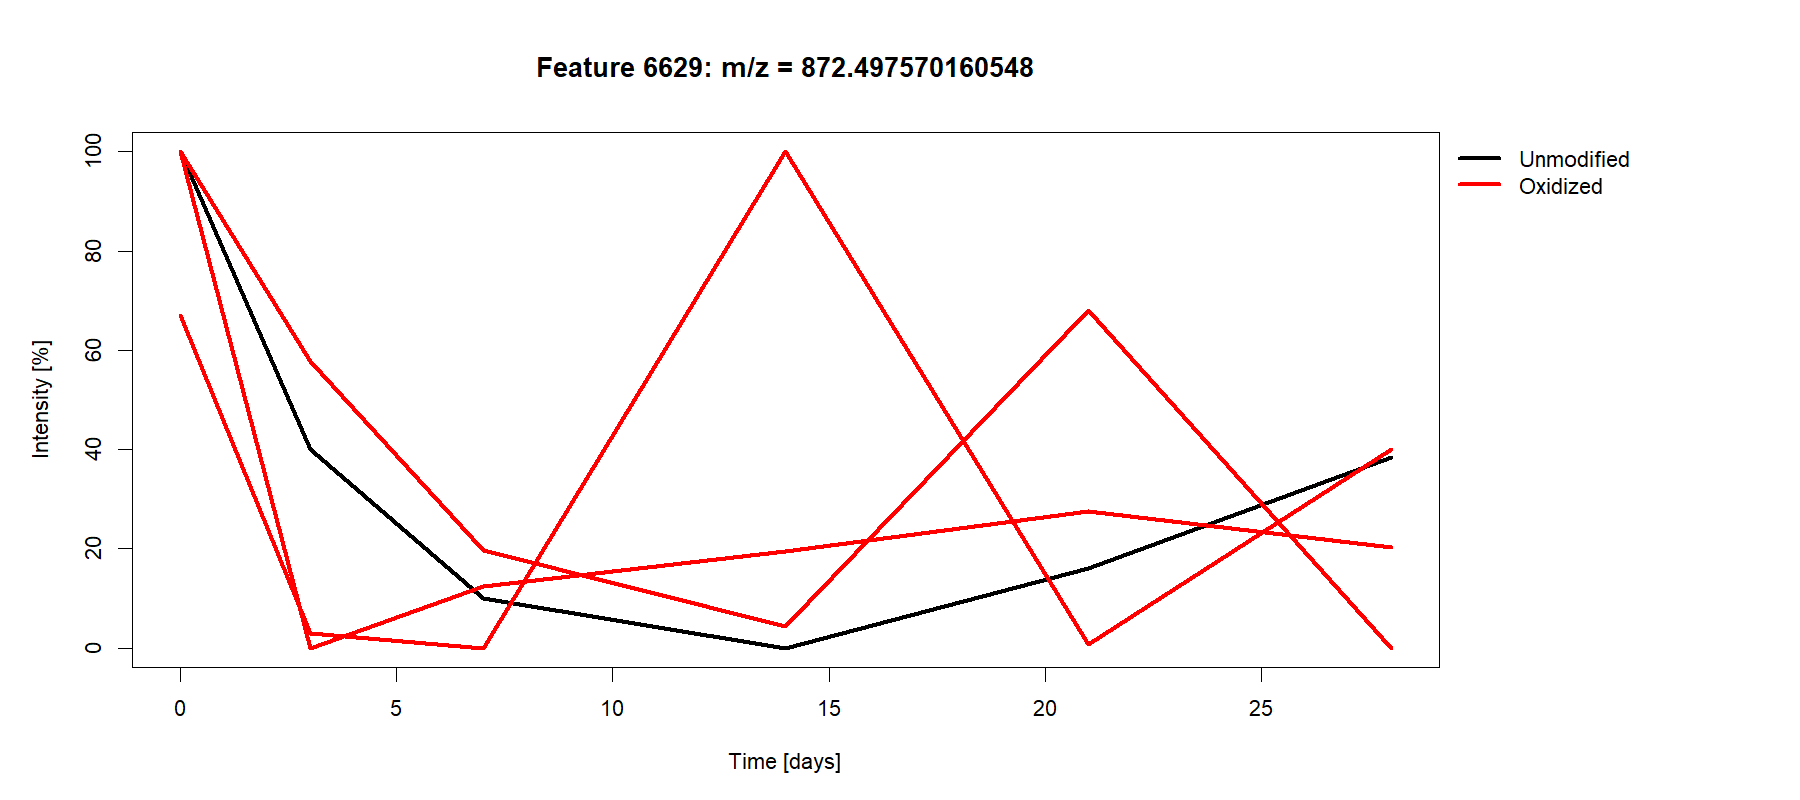 Feature 6629: m/z = 872.497570160548
Unmodified
Oxidized
100
80
60
40
20
0
Intensity [%]
0 5 10 15 20 25
Time [days]